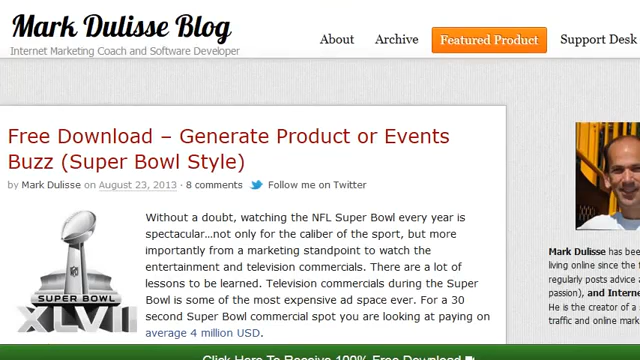 Mark Dulisse Blog
Internet Marketing Coach and Software Developer
About Archive Featured Product Support Desk
Free Download – Generate Product or Events
Buzz (Super Bowl Style)
by Mark Dulisse on August 23, 2013 · 8 comments Follow me on Twitter
Without a doubt, watching the NFL Super Bowl every year is
spectacular...not only for the caliber of the sport, but more
importantly from a marketing standpoint to watch the
entertainment and television commercials. There are a lot of
lessons to be learned. Television commercials during the Super
Bowl is some of the most expensive ad space ever. For a 30
second Super Bowl commercial spot you are looking at paying on
average 4 million USD.
SUPER BOWL
XLVII
Mark Dulisse has
living online since the
regularly posts advice
passion), and Intern
He is the creator of
traffic and online mark
Click Here To Receive 100% Free Download